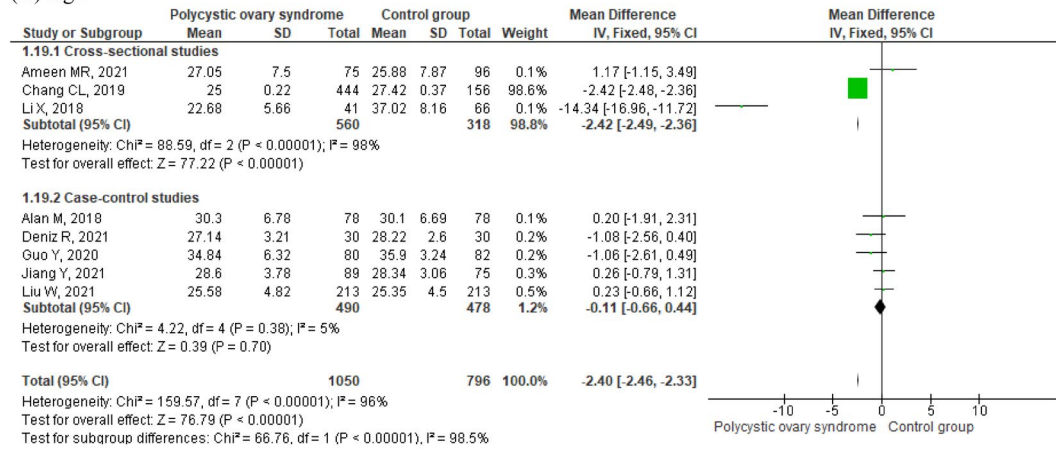 Polycystic ovary syndrome Control group Mean Difference Mean Difference
Study or Subgroup Mean SD Total Mean SD Total Weight IV, Fixed, 95% CI IV, Fixed, 95% CI
1.19.1 Cross-sectional studies
Ameen MR, 2021 27.05 7.5 75 25.88 7.87 96 0.1% 1.17 [-1.15, 3.49]
Chang CL, 2019 25 0.22 444 27.42 0.37 156 98.6% -2.42 [-2.48, -2.36]
Li X, 2018 22.68 5.66 41 37.02 8.16 66 0.1% -14.34 [-16.96, -11.72]
Subtotal (95% CI) 560 318 98.8% -2.42 [-2.49, -2.36]
Heterogeneity: Chi² = 88.59, df = 2 (P < 0.00001); I² = 98%
Test for overall effect: Z = 77.22 (P < 0.00001)
1.19.2 Case-control studies
Alan M, 2018 30.3 6.78 78 30.1 6.69 78 0.1% 0.20 [-1.91, 2.31]
Deniz R, 2021 27.14 3.21 30 28.22 2.6 30 0.2% -1.08 [-2.56, 0.40]
Guo Y, 2020 34.84 6.32 80 35.9 3.24 82 0.2% -1.06 [-2.61, 0.49]
Jiang Y, 2021 28.6 3.78 89 28.34 3.06 75 0.3% 0.26 [-0.79, 1.31]
Liu W, 2021 25.58 4.82 213 25.35 4.5 213 0.5% 0.23 [-0.66, 1.12]
Subtotal (95% CI) 490 478 1.2% -0.11 [-0.66, 0.44]
Heterogeneity: Chi² = 4.22, df = 4 (P = 0.38); I² = 5%
Test for overall effect: Z = 0.39 (P = 0.70)
Total (95% CI) 1050 796 100.0% -2.40 [-2.46, -2.33]
Heterogeneity: Chi² = 159.57, df = 7 (P < 0.00001); I² = 96%
Test for overall effect: Z = 76.79 (P < 0.00001)
Test for subgroup differences: Chi² = 66.76, df = 1 (P < 0.00001), I² = 98.5%
-10 -5 0 5 10
Polycystic ovary syndrome Control group